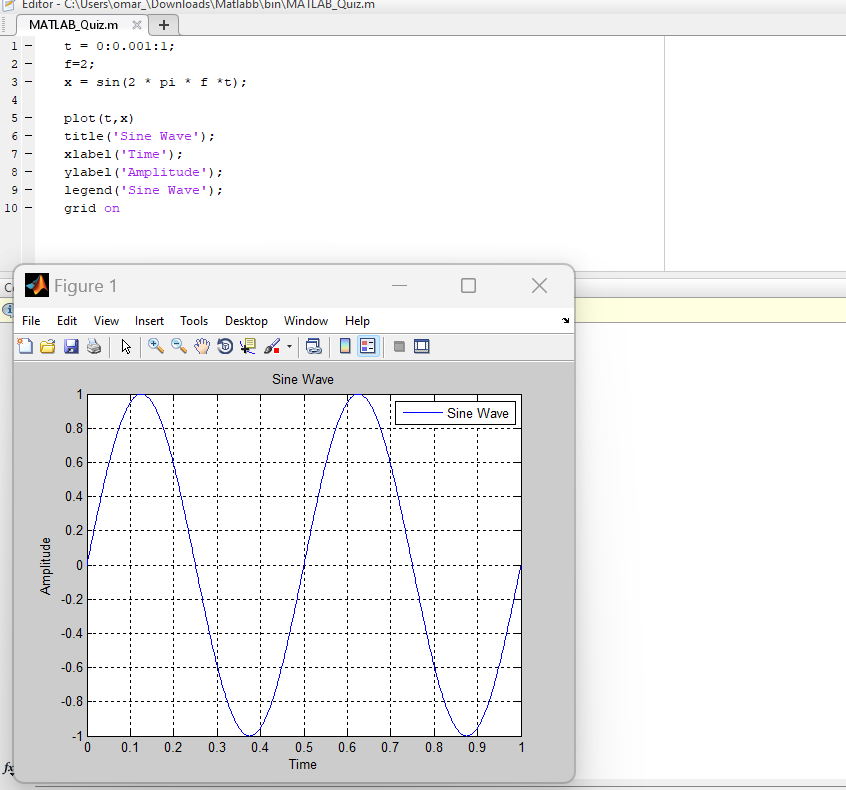 Editor - C:\Users\omar_\Downloads\Matlabb\bin\MATLAB_Quiz.m
MATLAB_Quiz.m
1 – t = 0:0.001:1;
2 – f=2;
3 – x = sin(2 * pi * f *t);
4
5 – plot(t,x)
6 – title('Sine Wave');
7 – xlabel('Time');
8 – ylabel('Amplitude');
9 – legend('Sine Wave');
10 – grid on
Figure 1
File Edit View Insert Tools Desktop Window Help
Sine Wave
Sine Wave
1
0.8
0.6
0.4
0.2
0
-0.2
-0.4
-0.6
-0.8
-1
Amplitude
0 0.1 0.2 0.3 0.4 0.5 0.6 0.7 0.8 0.9 1
Time
fx